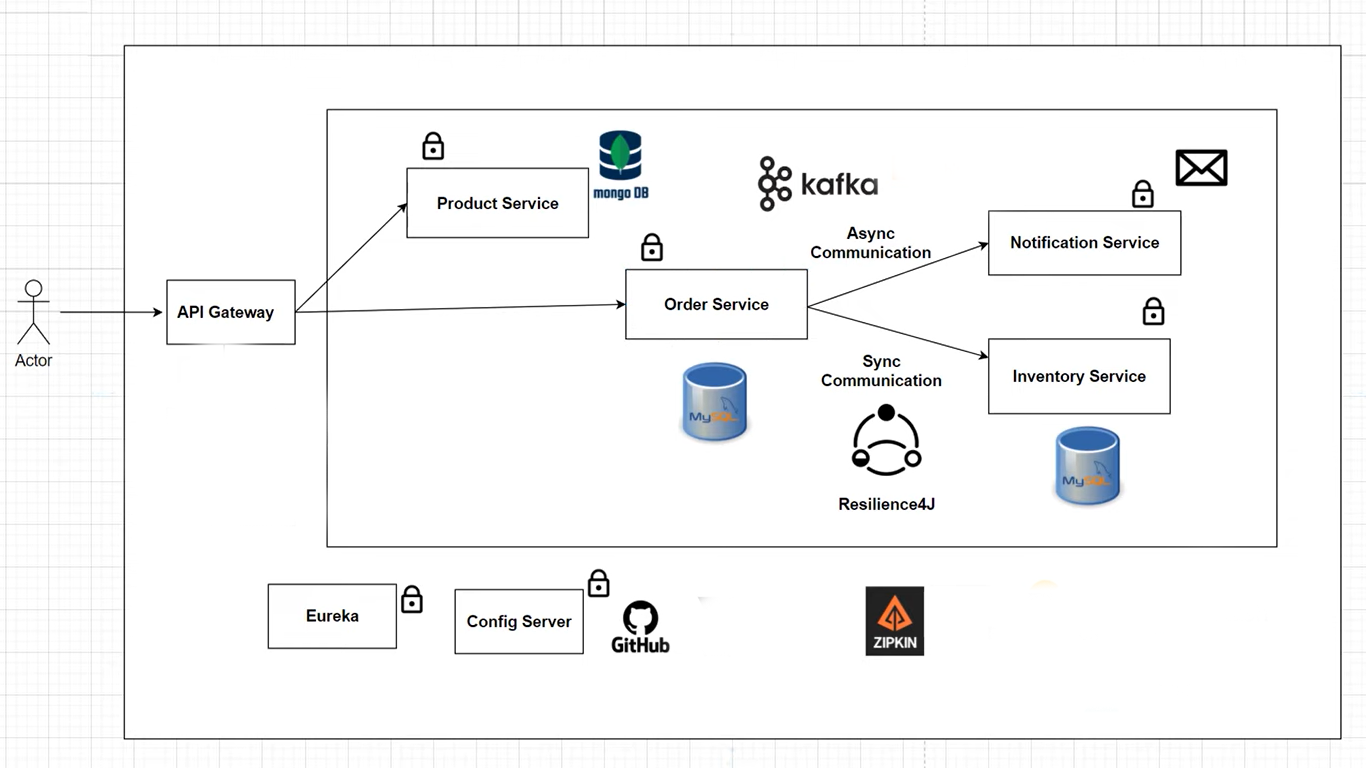 mongo DB
Product Service
kafka
Async
Communication
Notification Service
API Gateway
Order Service
Actor
Sync
Communication
Inventory Service
MySQL
MySQL
Resilience4J
Eureka
Config Server
GitHub
ZIPKIN